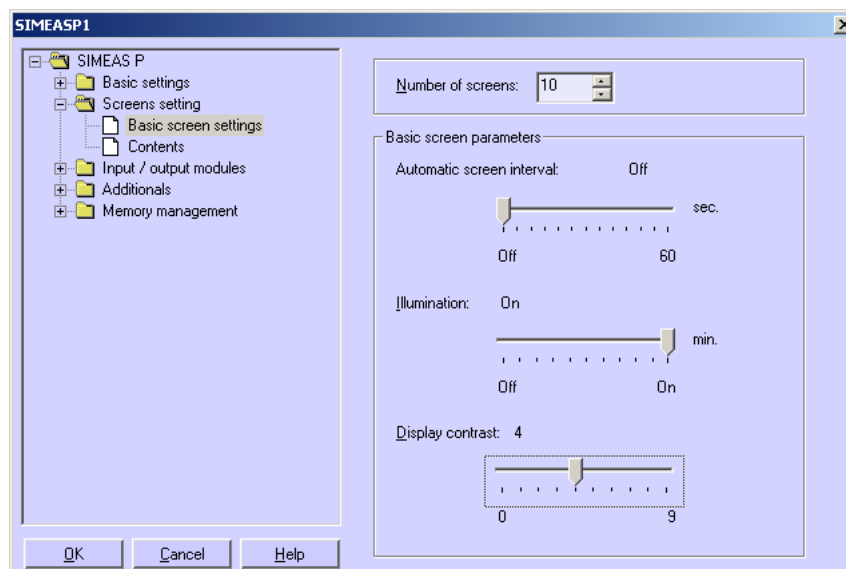 SIMEASP1
SIMEAS P
Basic settings
Screens setting
Basic screen settings
Contents
Input / output modules
Additionals
Memory management
Number of screens: 10
Basic screen parameters
Automatic screen interval: Off
sec.
Off 60
Illumination: On
min.
Off On
Display contrast: 4
0 9
OK Cancel Help